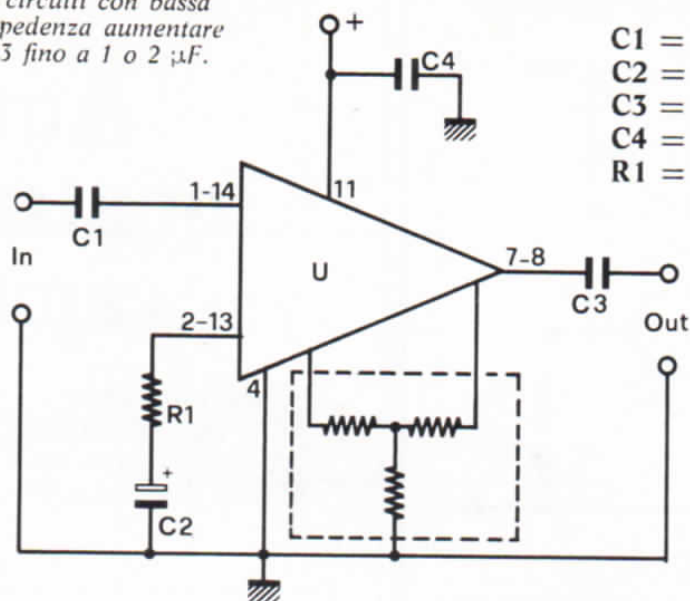 circuiti con bassa
pedenza aumentare
3 fino a 1 o 2 µF.
+
C4
C1 =
C2 =
C3 =
C4 =
R1 =
1-14
11
C1
In
U
7-8
C3
Out
2-13
4
R1
+
C2